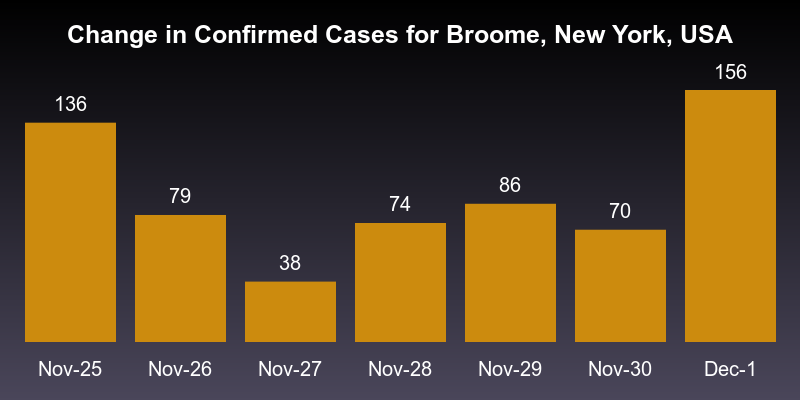 Change in Confirmed Cases for Broome, New York, USA
136
79
38
74
86
70
156
Nov-25
Nov-26
Nov-27
Nov-28
Nov-29
Nov-30
Dec-1